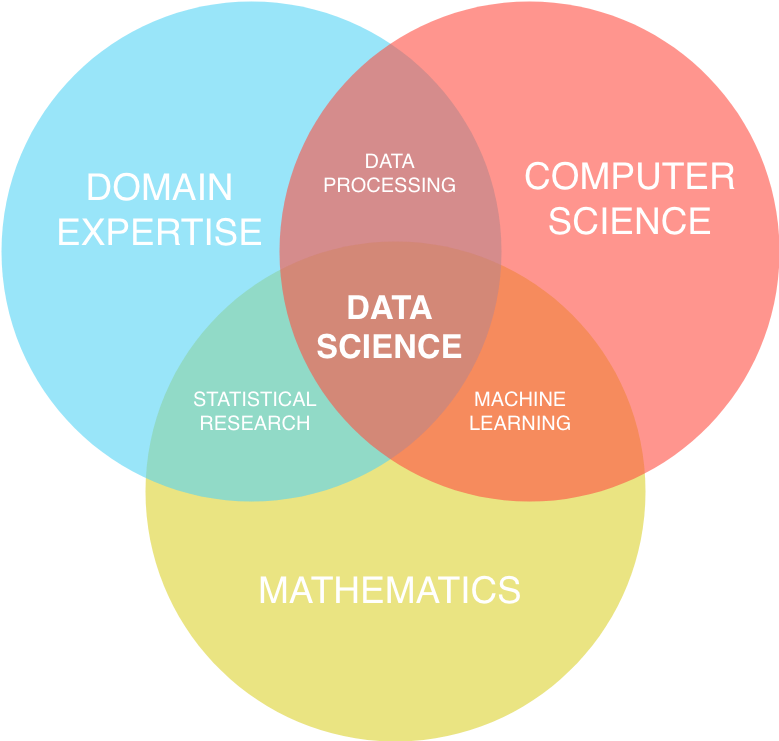 DATA
PROCESSING
DOMAIN
EXPERTISE
COMPUTER
SCIENCE
DATA
SCIENCE
STATISTICAL
RESEARCH
MACHINE
LEARNING
MATHEMATICS